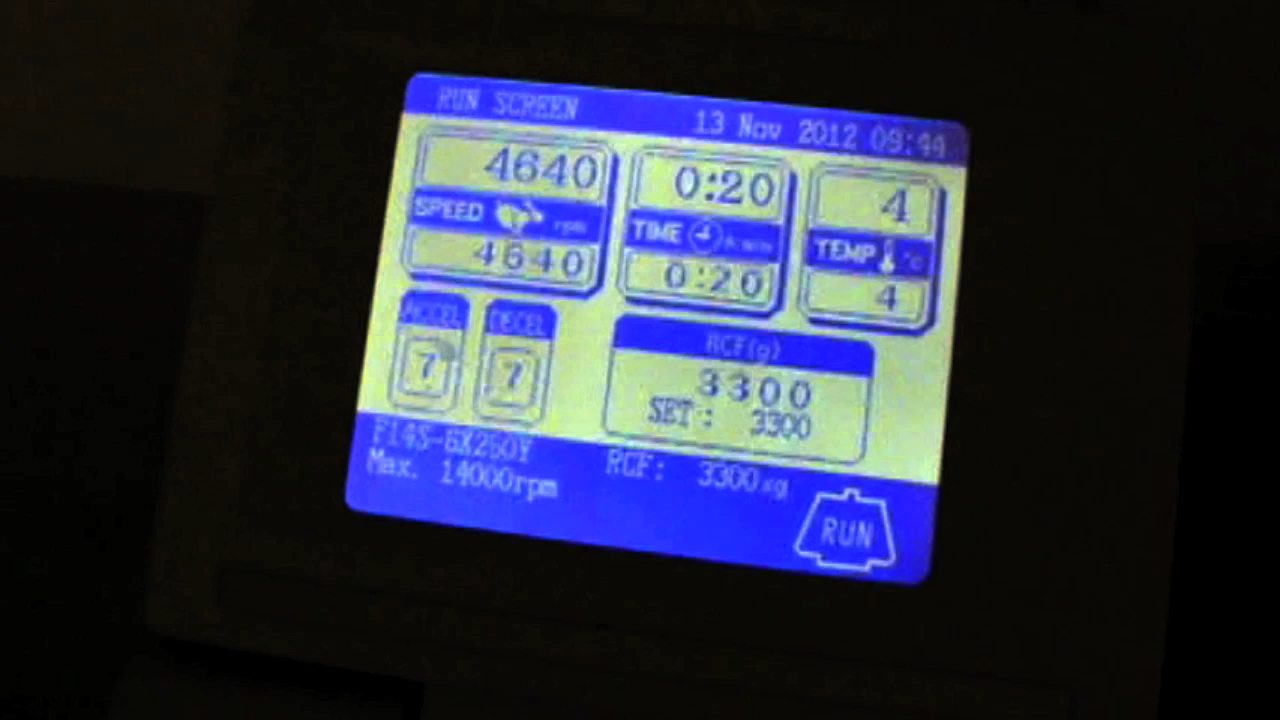 RUN SCREEN
13 Nov 2012 09:44
4640
0:20
4
SPEED rpm
TIME h:min
TEMP °C
4640
0:20
4
ACCEL
DECEL
RCF(g)
7
7
3300
SET: 3300
F14S-6X250Y
RCF: 3300xg
Max. 14000rpm
RUN